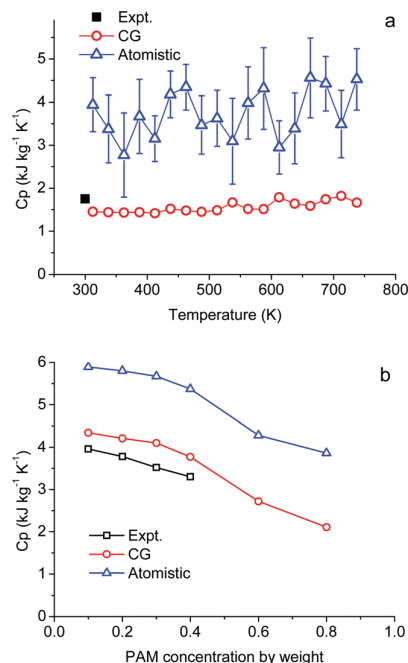 a
Expt.
CG
Atomistic
6
5
4
3
2
1
0
Cp (kJ kg⁻¹ K⁻¹)
300 400 500 600 700 800
Temperature (K)
b
6
5
4
3
2
1
0
Cp (kJ kg⁻¹ K⁻¹)
Expt.
CG
Atomistic
0.0 0.2 0.4 0.6 0.8 1.0
PAM concentration by weight